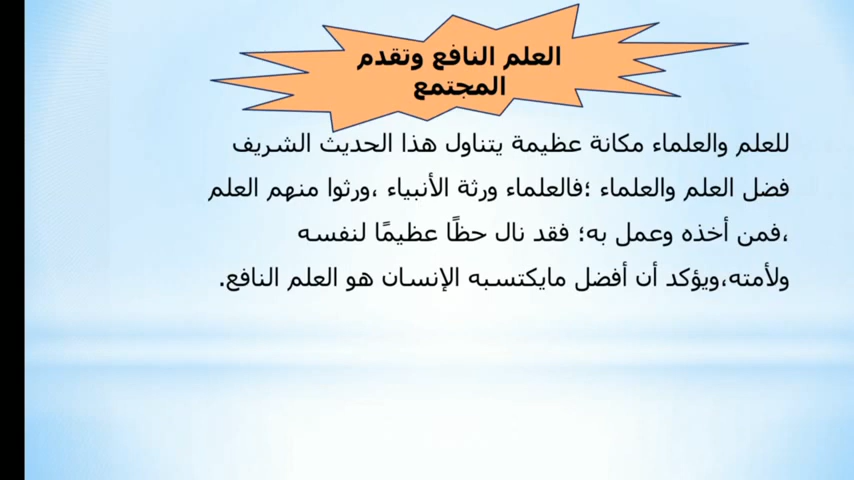 العلم النافع وتقدم
المجتمع
للعلم والعلماء مكانة عظيمة يتناول هذا الحديث الشريف
فضل العلم والعلماء ؛فالعلماء ورثة الأنبياء ،ورثوا منهم العلم
،فمن أخذه وعمل به؛ فقد نال حظًا عظيمًا لنفسه
ولأمته،ويؤكد أن أفضل مايكتسبه الإنسان هو العلم النافع.